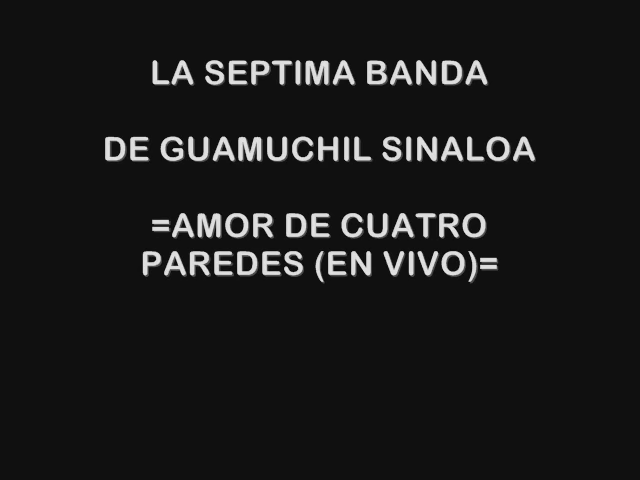 LA SEPTIMA BANDA
DE GUAMUCHIL SINALOA
=AMOR DE CUATRO
PAREDES (EN VIVO)=